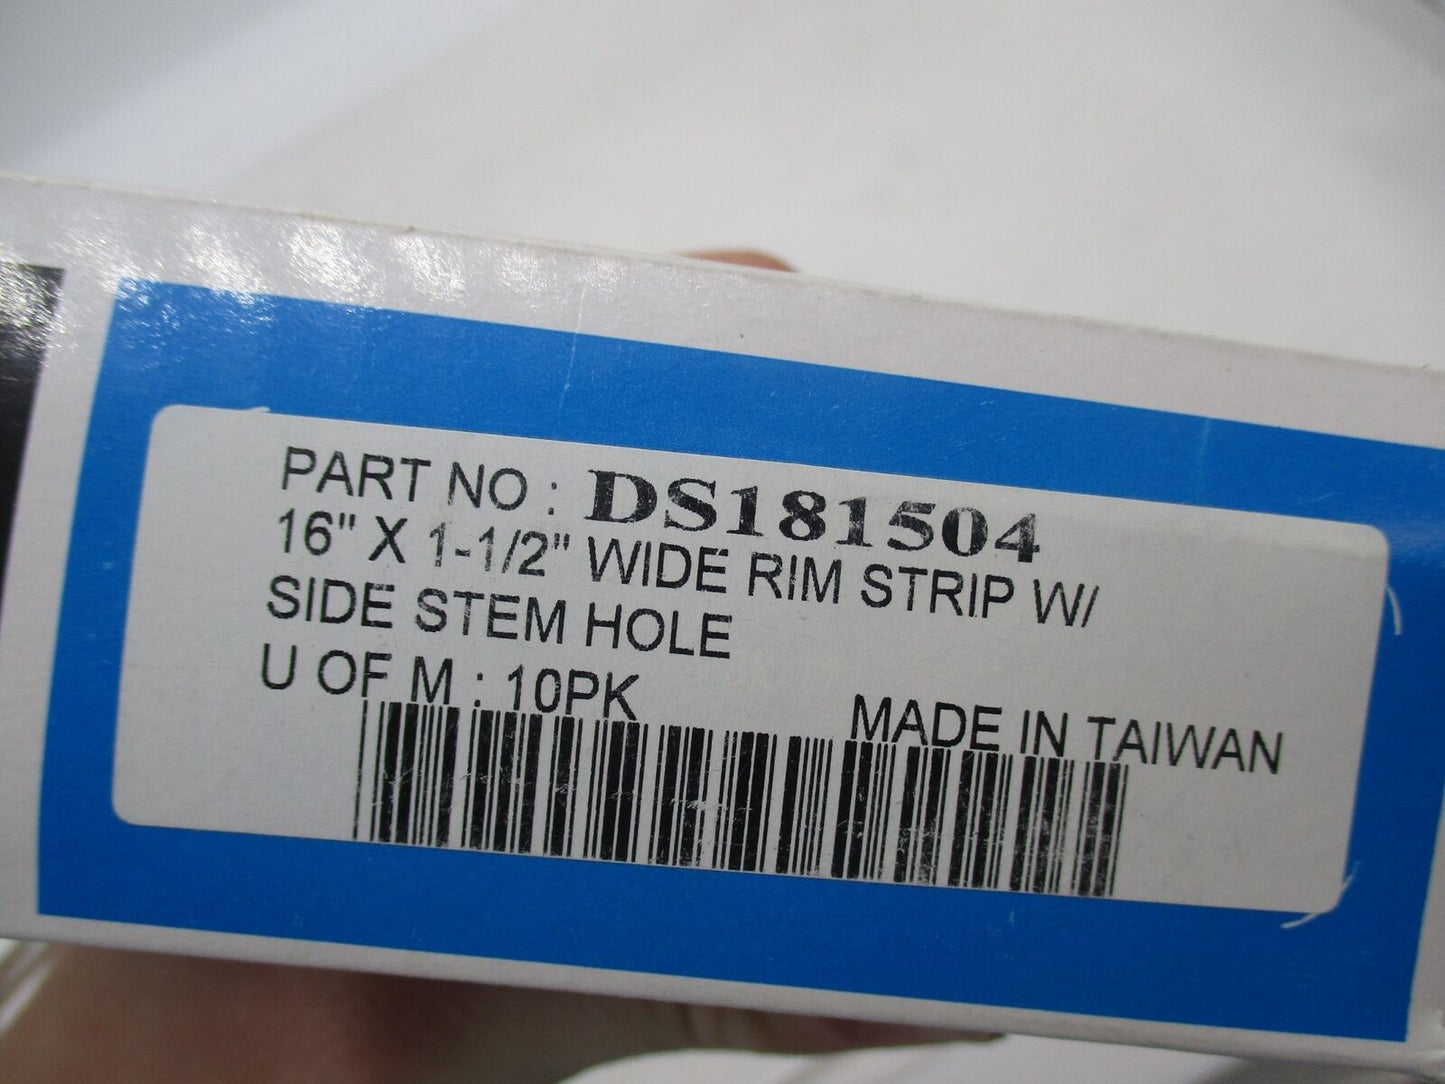 PART NO : DS181504
16" X 1-1/2" WIDE RIM STRIP W/
SIDE STEM HOLE
U OF M : 10PK
MADE IN TAIWAN